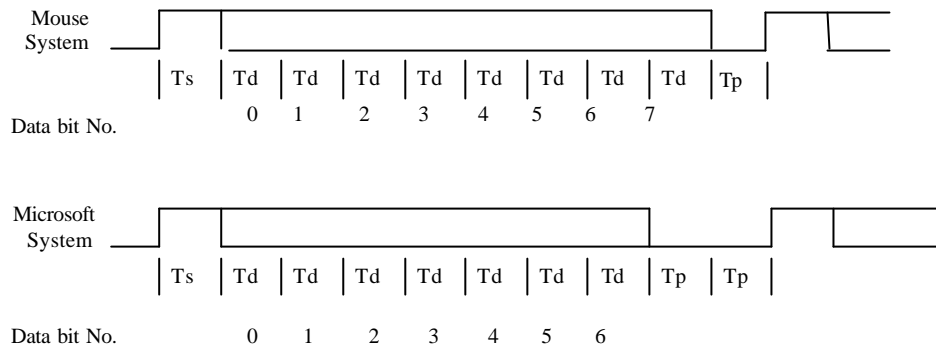 Mouse
System
Ts Td Td Td Td Td Td Td Td Tp
Data bit No. 0 1 2 3 4 5 6 7
Microsoft
System
Ts Td Td Td Td Td Td Td Tp Tp
Data bit No. 0 1 2 3 4 5 6